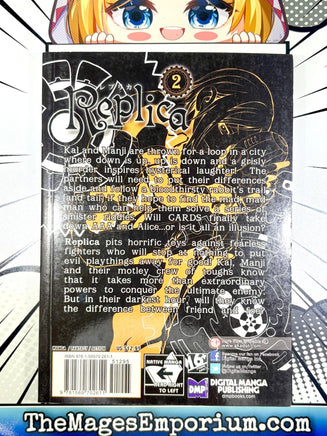 2
Replica
Kai and Manji are thrown for a loop in a city
where down is up, up is down and a grisly
murder inspires hysterical laughter. The
partners will need to put their differences
aside and follow a bloodthirsty rabbit's trail
(and tail) if they hope to find the mad, mad
man who can help them solve a series of
sinister riddles. Will CARDS finally take
down AAA and Alice...or is it all an illusion?
Replica pits horrific toys against fearless
fighters who will stop at nothing to put
evil playthings away for good! Kai, Manji
and their motley crew of toughs know
that it takes more than extraordinary
powers to conquer the ultimate enemy.
But in their darkest hour, will they know
the difference between friend and foe?
NATIVE MANGA
READ RIGHT
TO LEFT
16+
DMP
DIGITAL MANGA
PUBLISHING
dmpbooks.com
51295
TheMagesEmporium.com